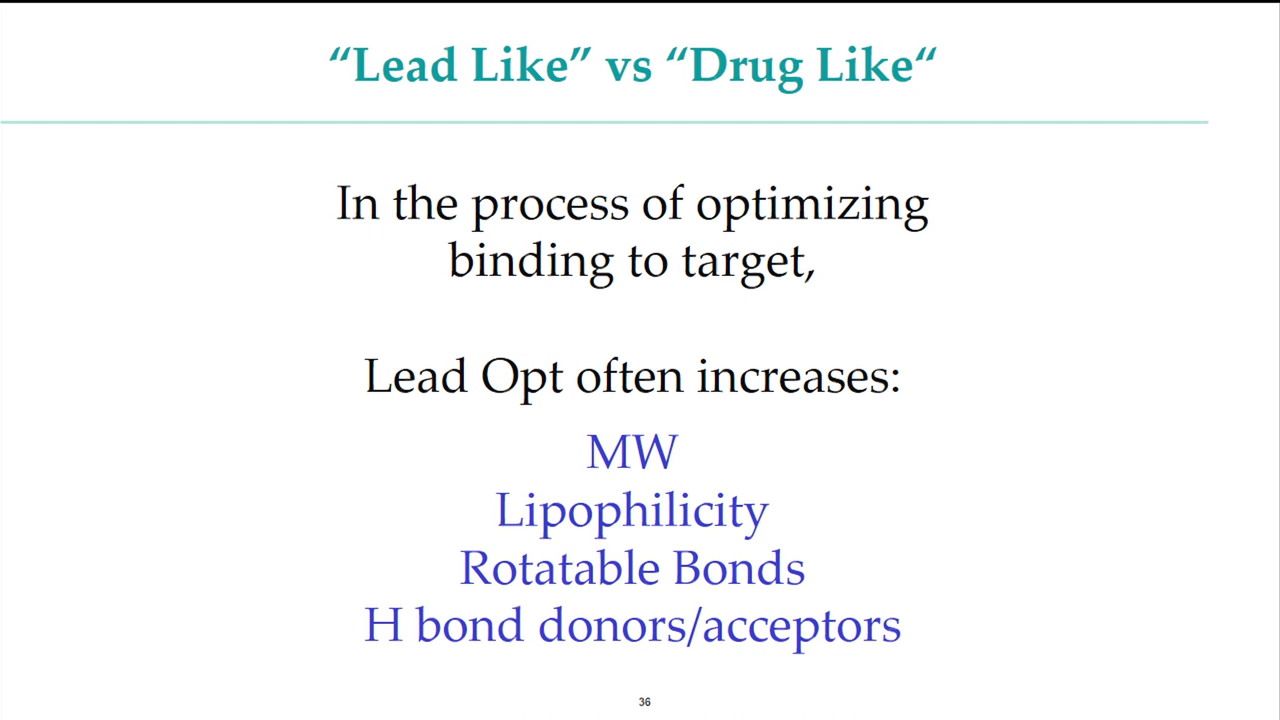 “Lead Like” vs “Drug Like“
In the process of optimizing
binding to target,
Lead Opt often increases:
MW
Lipophilicity
Rotatable Bonds
H bond donors/acceptors
36